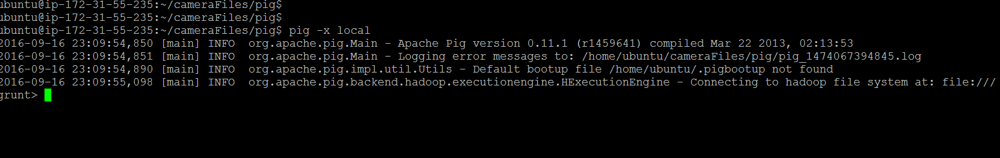 ubuntu@ip-172-31-55-235:~/cameraFiles/pig$
ubuntu@ip-172-31-55-235:~/cameraFiles/pig$
ubuntu@ip-172-31-55-235:~/cameraFiles/pig$ pig -x local
2016-09-16 23:09:54,850 [main] INFO  org.apache.pig.Main - Apache Pig version 0.11.1 (r1459641) compiled Mar 22 2013, 02:13:53
2016-09-16 23:09:54,851 [main] INFO  org.apache.pig.Main - Logging error messages to: /home/ubuntu/cameraFiles/pig/pig_1474067394845.log
2016-09-16 23:09:54,890 [main] INFO  org.apache.pig.impl.util.Utils - Default bootup file /home/ubuntu/.pigbootup not found
2016-09-16 23:09:55,098 [main] INFO  org.apache.pig.backend.hadoop.executionengine.HExecutionEngine - Connecting to hadoop file system at: file:///
grunt>